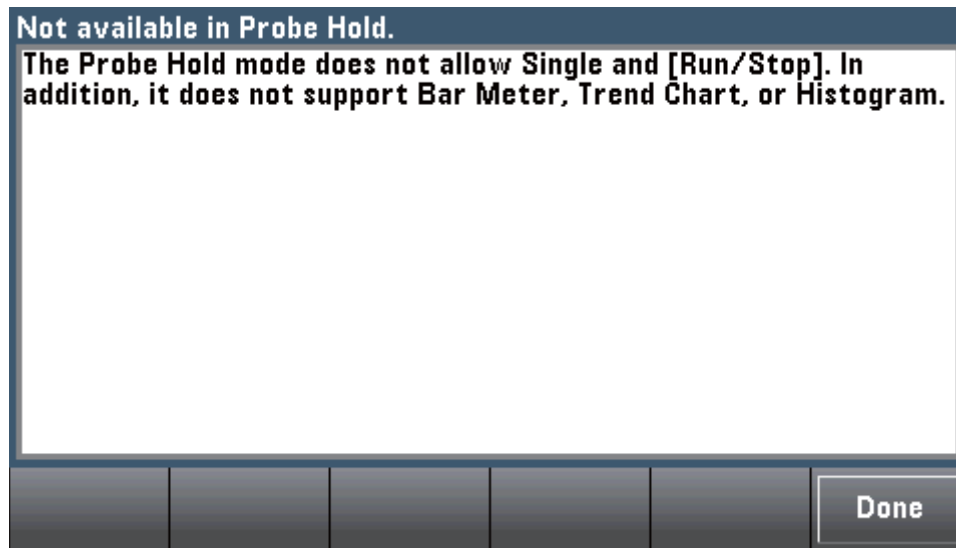 Not available in Probe Hold.
The Probe Hold mode does not allow Single and [Run/Stop]. In
addition, it does not support Bar Meter, Trend Chart, or Histogram.
Done